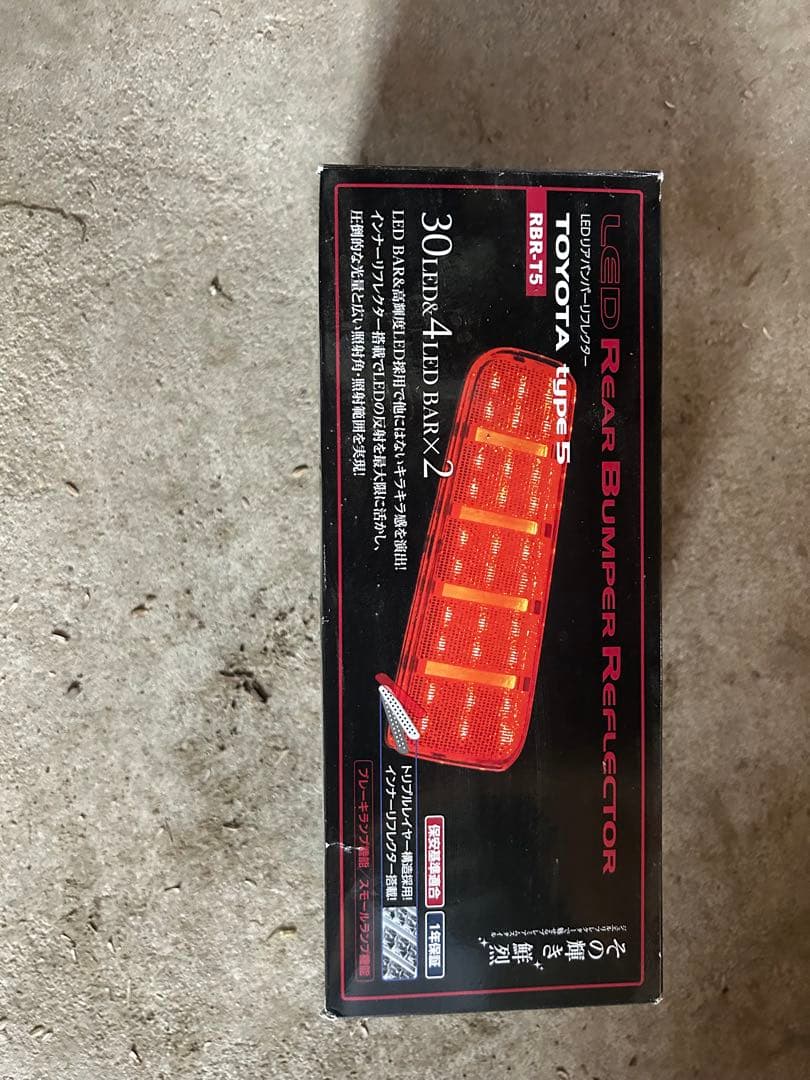 LED REAR BUMPER REFLECTOR
LEDリアバンパーリフレクター
TOYOTA type 5
RBR-T5
30LED&4LED BAR×2
LED BAR&高輝度LED採用で他にはないキラキラ感を演出!
インナーリフレクター搭載でLEDの反射を最大限に活かし、
圧倒的な光量と広い照射角・照射範囲を実現!
その輝き鮮烈
保安基準適合
1年保証
トリプルレイヤー構造採用!
インナーリフレクター搭載!
ブレーキランプ機能/スモールランプ機能